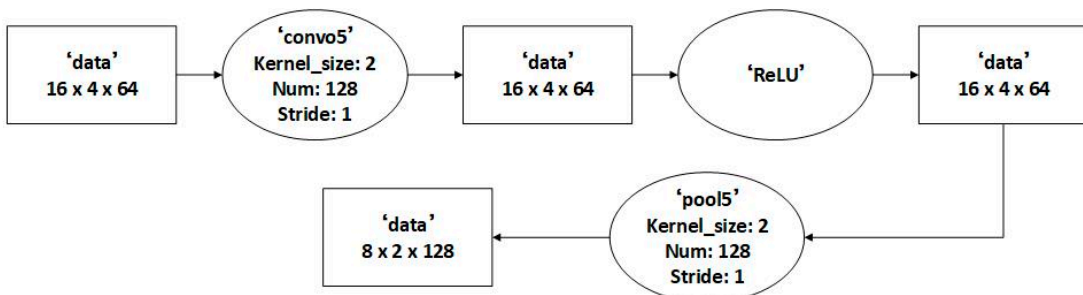 ‘data’
16 x 4 x 64
‘convo5’
Kernel_size: 2
Num: 128
Stride: 1
‘data’
16 x 4 x 64
‘ReLU’
‘data’
16 x 4 x 64
‘pool5’
Kernel_size: 2
Num: 128
Stride: 1
‘data’
8 x 2 x 128